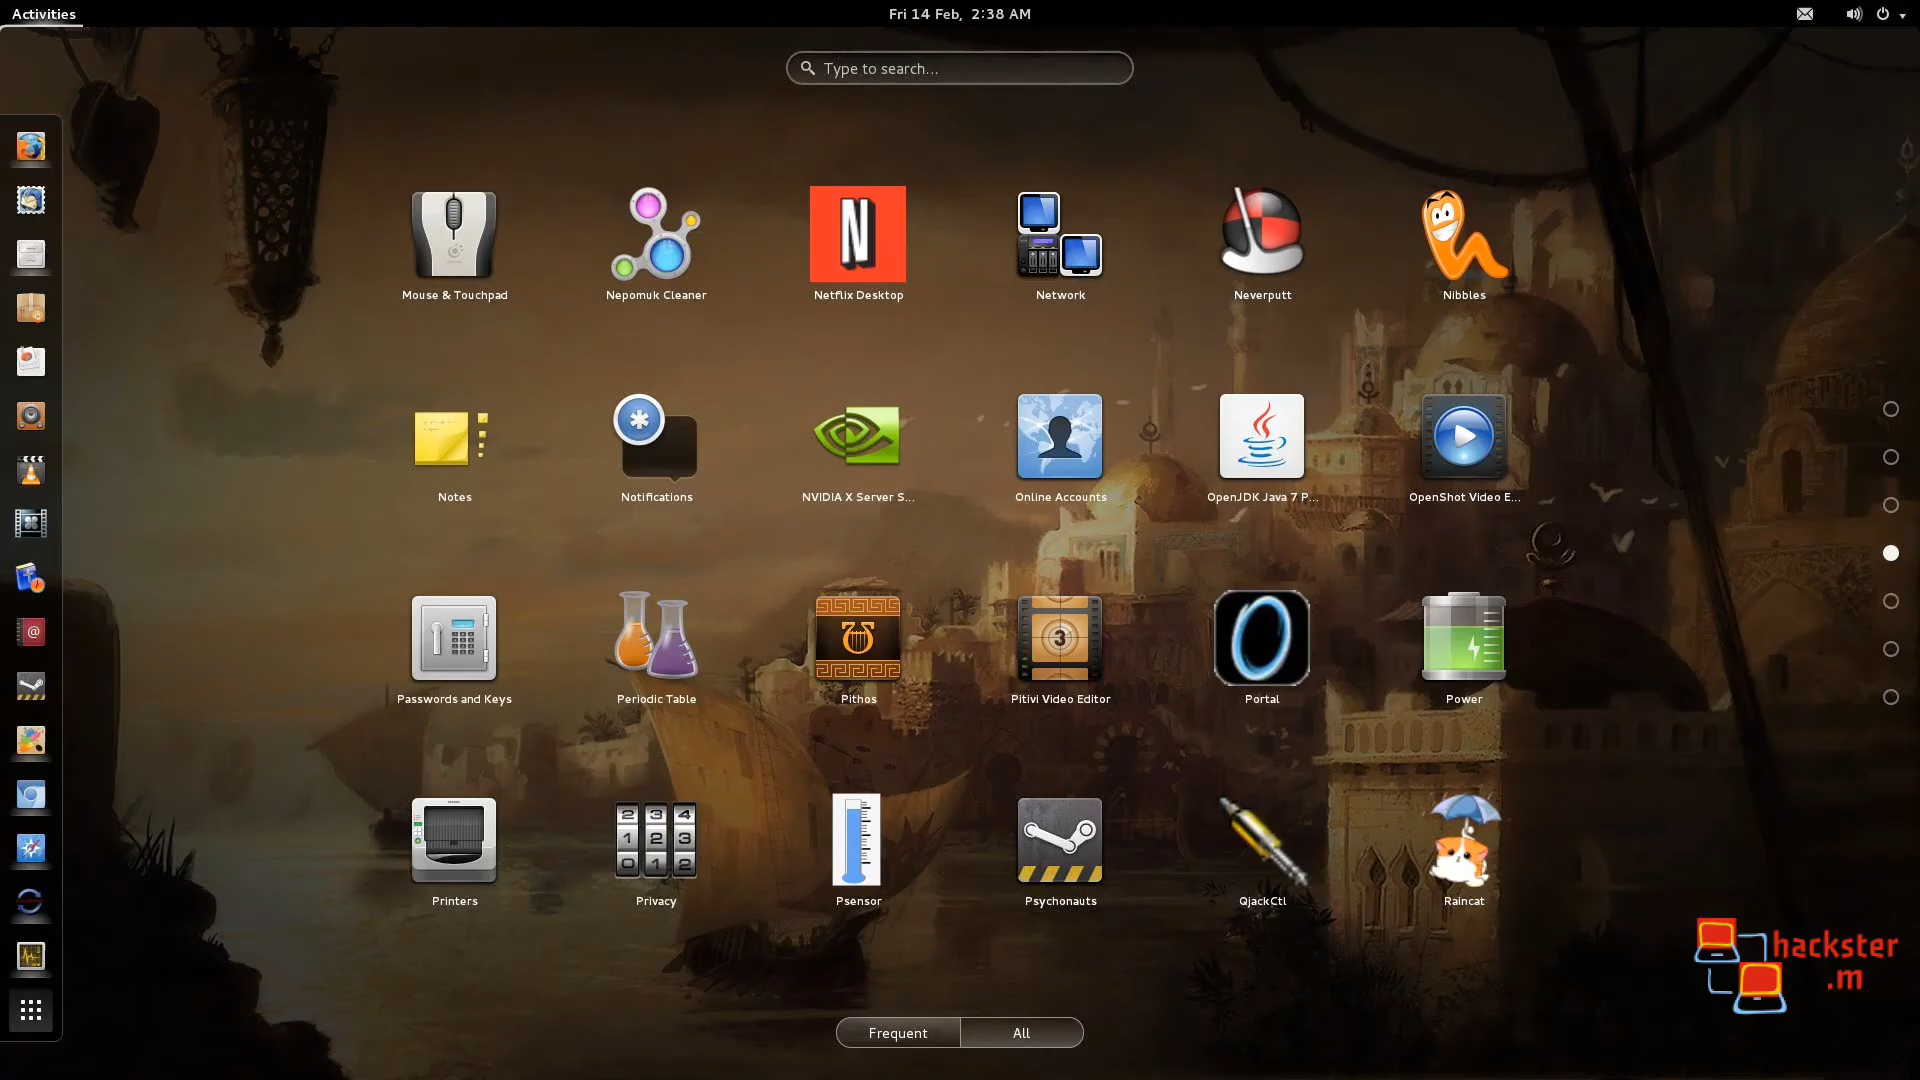 Activities
Fri 14 Feb, 2:38 AM
Type to search...
Mouse & Touchpad
Nepomuk Cleaner
Netflix Desktop
Network
Neverputt
Nibbles
Notes
Notifications
NVIDIA X Server S...
Online Accounts
OpenJDK Java 7 P...
OpenShot Video E...
Passwords and Keys
Periodic Table
Pithos
Pitivi Video Editor
Portal
Power
Printers
Privacy
Psensor
Psychonauts
QjackCtl
Raincat
hackster
.m
Frequent
All